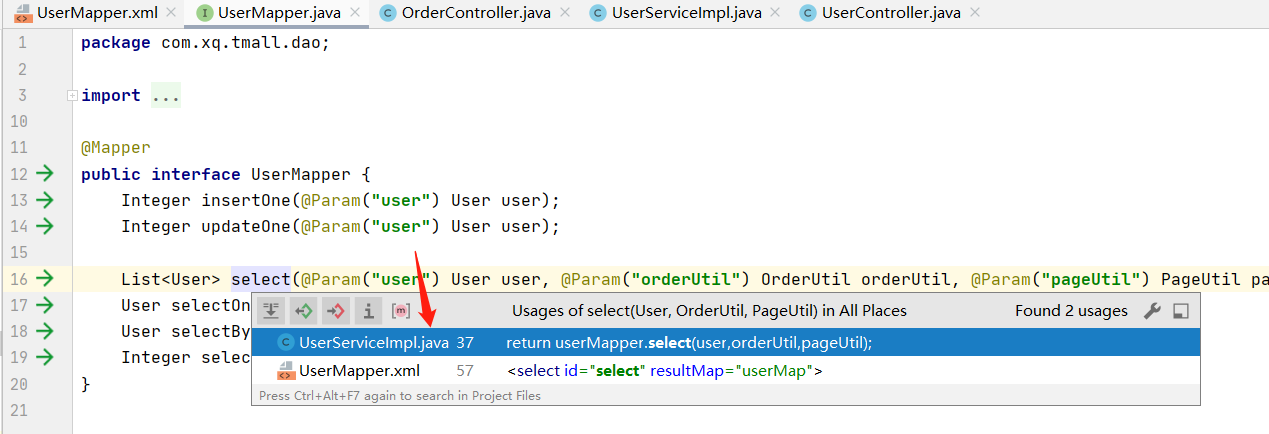 UserMapper.xml UserMapper.java OrderController.java UserServiceImpl.java UserController.java
1 package com.xq.tmall.dao;
2
3 import ...
10
11 @Mapper
12 public interface UserMapper {
13 Integer insertOne(@Param("user") User user);
14 Integer updateOne(@Param("user") User user);
15
16 List<User> select(@Param("user") User user, @Param("orderUtil") OrderUtil orderUtil, @Param("pageUtil") PageUtil pa
Usages of select(User, OrderUtil, PageUtil) in All Places Found 2 usages
UserServiceImpl.java 37 return userMapper.select(user,orderUtil,pageUtil);
UserMapper.xml 57 <select id="select" resultMap="userMap">
Press Ctrl+Alt+F7 again to search in Project Files
17 User selectOn
18 User selectBy
19 Integer selec
20 }
21